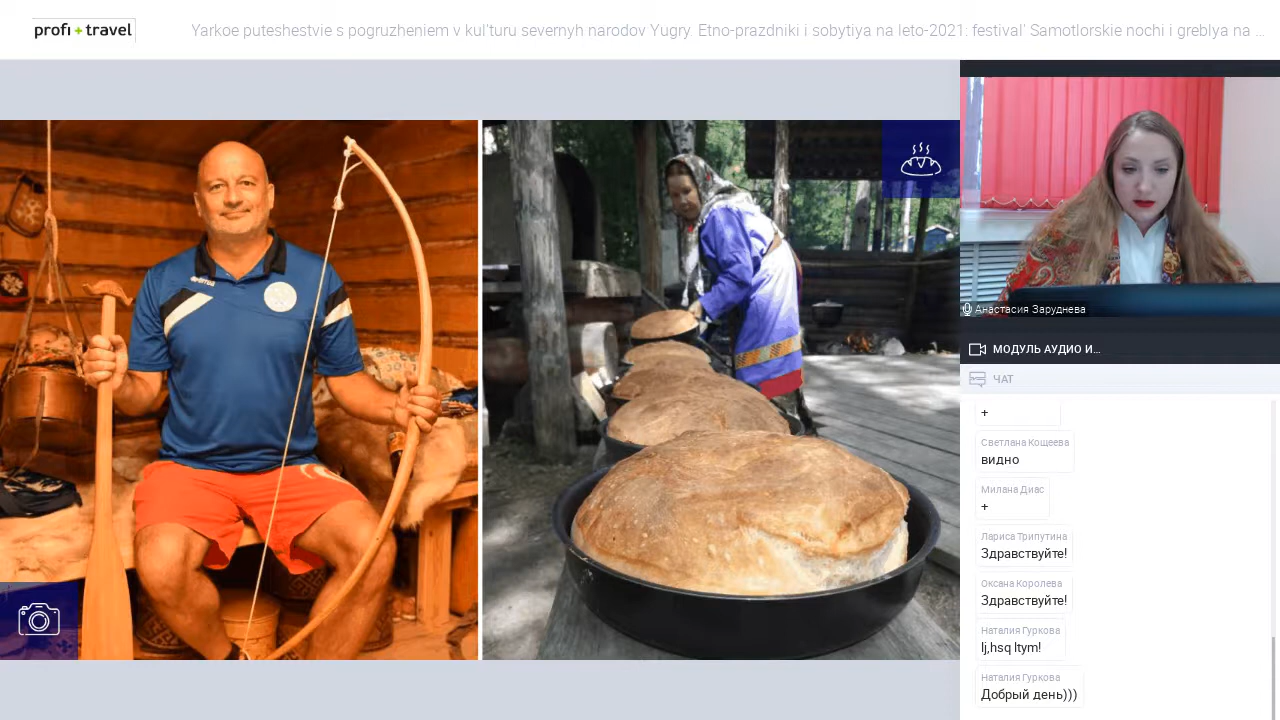 profi + travel
Yarkoe puteshestvie s pogruzheniem v kul'turu severnyh narodov Yugry. Etno-prazdniki i sobytiya na leto-2021: festival' Samotlorskie nochi i greblya na ...
Анастасия Заруднева
МОДУЛЬ АУДИО И...
ЧАТ
+
Светлана Кощеева
видно
Милана Диас
+
Лариса Трипутина
Здравствуйте!
Оксана Королева
Здравствуйте!
Наталия Гуркова
lj,hsq ltym!
Наталия Гуркова
Добрый день)))